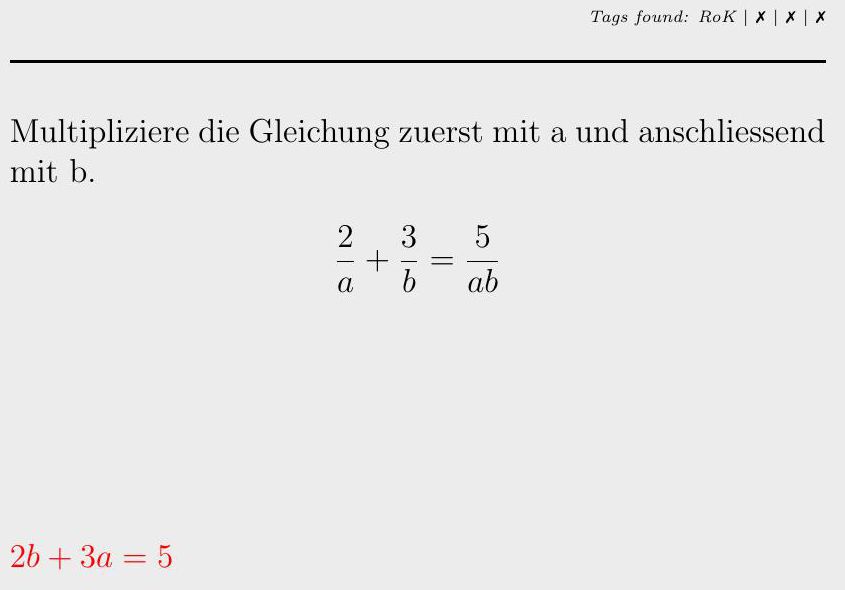 Tags found: RoK | ✗ | ✗ | ✗
Multipliziere die Gleichung zuerst mit a und anschliessend
mit b.
\frac{2}{a} + \frac{3}{b} = \frac{5}{ab}
2b + 3a = 5